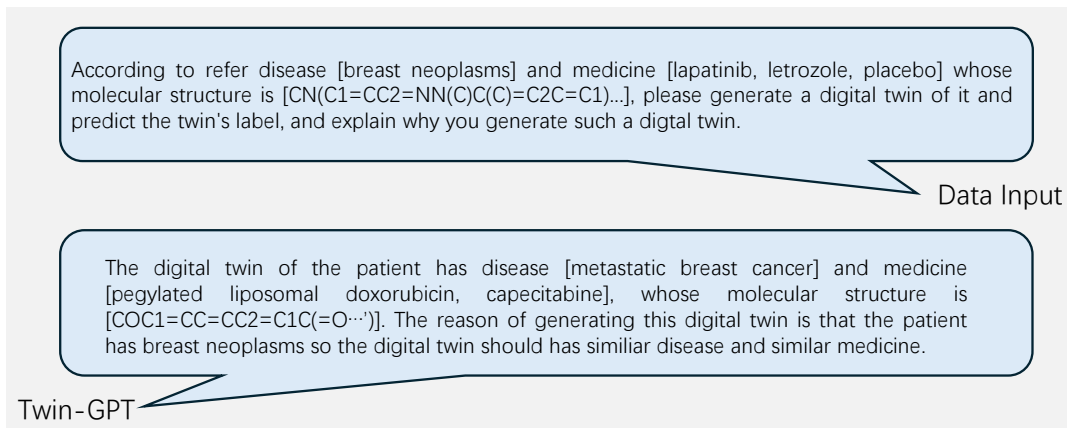 According to refer disease [breast neoplasms] and medicine [lapatinib, letrozole, placebo] whose
molecular structure is [CN(C1=CC2=NN(C)C(C)=C2C=C1)...], please generate a digital twin of it and
predict the twin's label, and explain why you generate such a digtal twin.
Data Input
The digital twin of the patient has disease [metastatic breast cancer] and medicine
[pegylated liposomal doxorubicin, capecitabine], whose molecular structure is
[COC1=CC=CC2=C1C(=O···')]. The reason of generating this digital twin is that the patient
has breast neoplasms so the digital twin should has similiar disease and similar medicine.
Twin-GPT